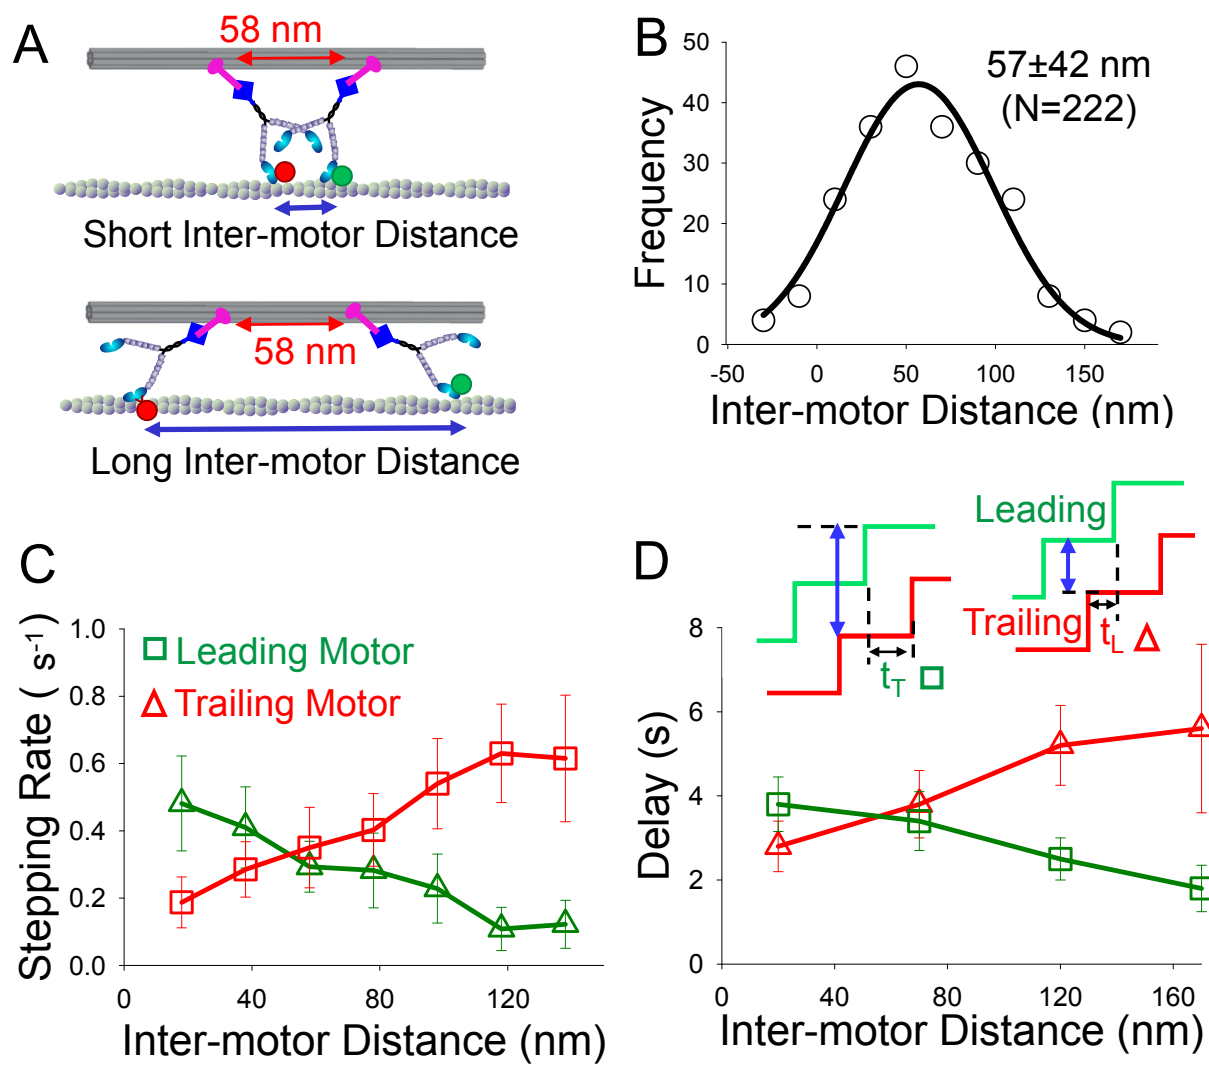 A
58 nm
Short Inter-motor Distance
58 nm
Long Inter-motor Distance
B
57±42 nm
(N=222)
Frequency
50
40
30
20
10
0
-50
0
50
100
150
Inter-motor Distance (nm)
C
Stepping Rate ( s-1)
Leading Motor
Trailing Motor
1.0
0.8
0.6
0.4
0.2
0.0
0
40
80
120
Inter-motor Distance (nm)
D
Leading
Trailing
tT
tL
Delay (s)
8
6
4
2
0
0
40
80
120
160
Inter-motor Distance (nm)